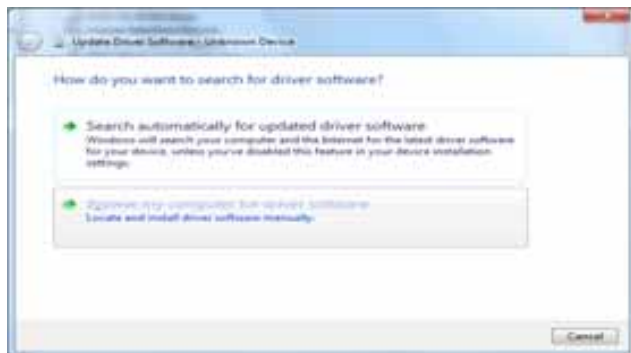 Update Driver Software - Unknown Device
How do you want to search for driver software?
Search automatically for updated driver software
Windows will search your computer and the Internet for the latest driver software
for your device, unless you've disabled this feature in your device installation
settings.
Browse my computer for driver software
Locate and install driver software manually.
Cancel